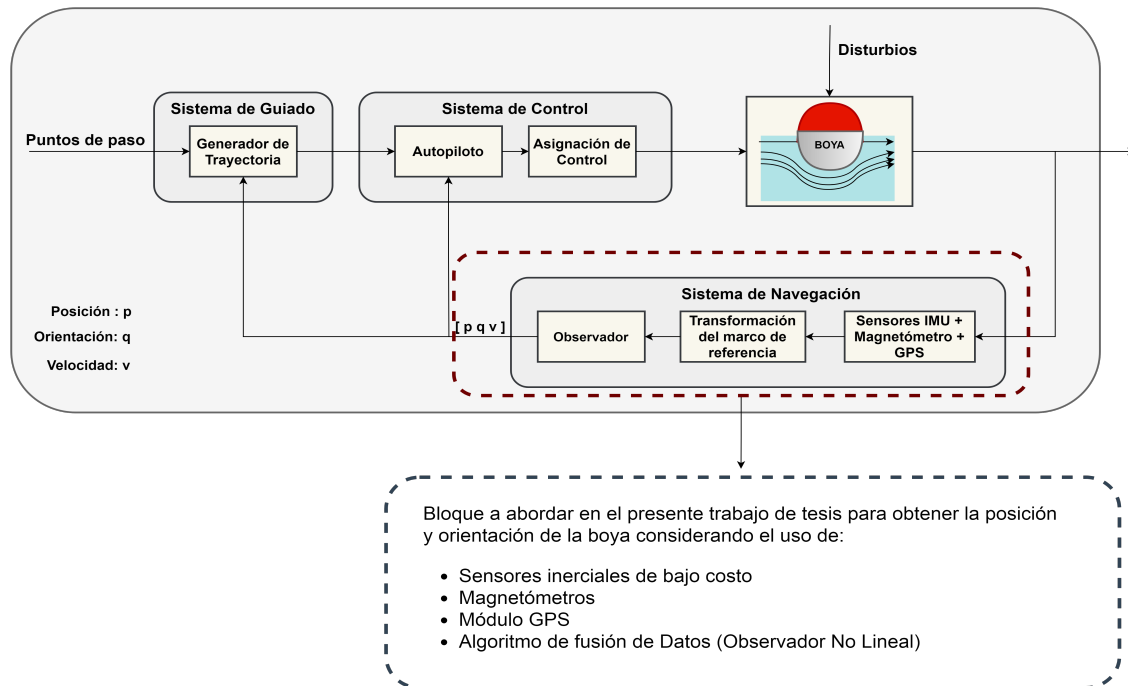 Disturbios
Sistema de Guiado
Sistema de Control
Puntos de paso
Generador de
Trayectoria
Autopiloto
Asignación de
Control
BOYA
Sistema de Navegación
Posición : p
Orientación: q
Velocidad: v
[ p q v ]
Observador
Transformación
del marco de
referencia
Sensores IMU +
Magnetómetro +
GPS
Bloque a abordar en el presente trabajo de tesis para obtener la posición
y orientación de la boya considerando el uso de:
• Sensores inerciales de bajo costo
• Magnetómetros
• Módulo GPS
• Algoritmo de fusión de Datos (Observador No Lineal)